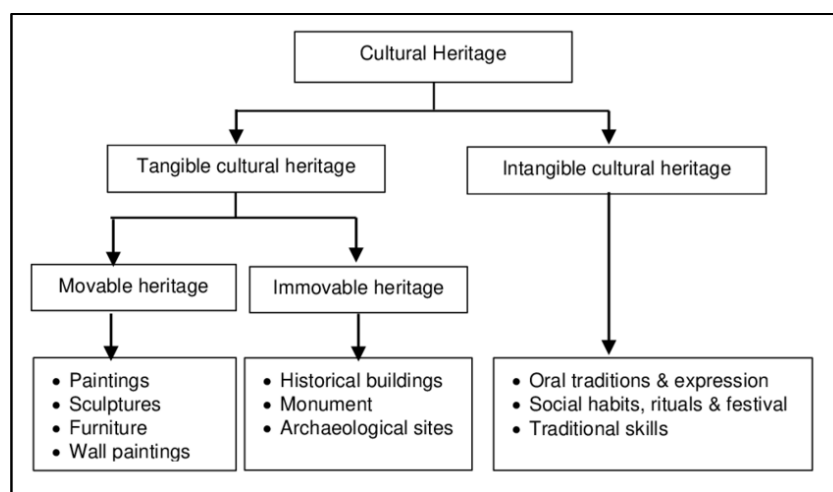 Cultural Heritage
Tangible cultural heritage
Intangible cultural heritage
Movable heritage
Immovable heritage
• Paintings
• Sculptures
• Furniture
• Wall paintings
• Historical buildings
• Monument
• Archaeological sites
• Oral traditions & expression
• Social habits, rituals & festival
• Traditional skills